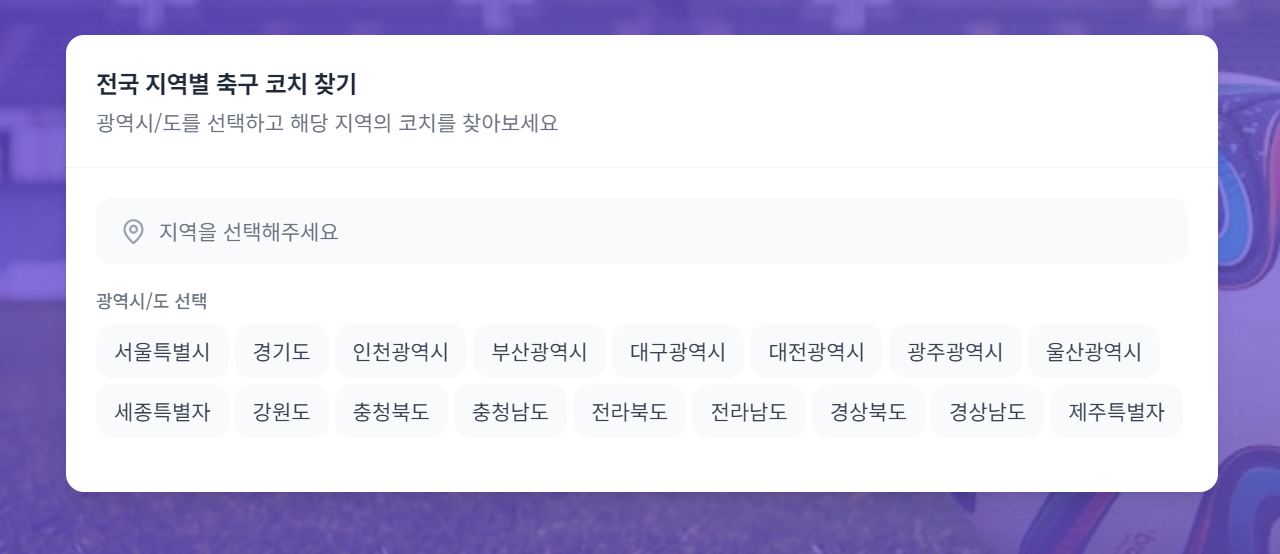 전국 지역별 축구 코치 찾기
광역시/도를 선택하고 해당 지역의 코치를 찾아보세요
지역을 선택해주세요
광역시/도 선택
서울특별시 경기도 인천광역시 부산광역시 대구광역시 대전광역시 광주광역시 울산광역시
세종특별자 강원도 충청북도 충청남도 전라북도 전라남도 경상북도 경상남도 제주특별자